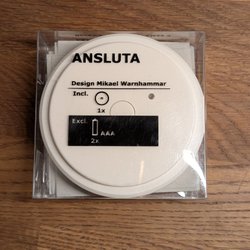 ANSLUTA
Design Mikael Warnhammar
Incl.
1x
Excl.
AAA
2x